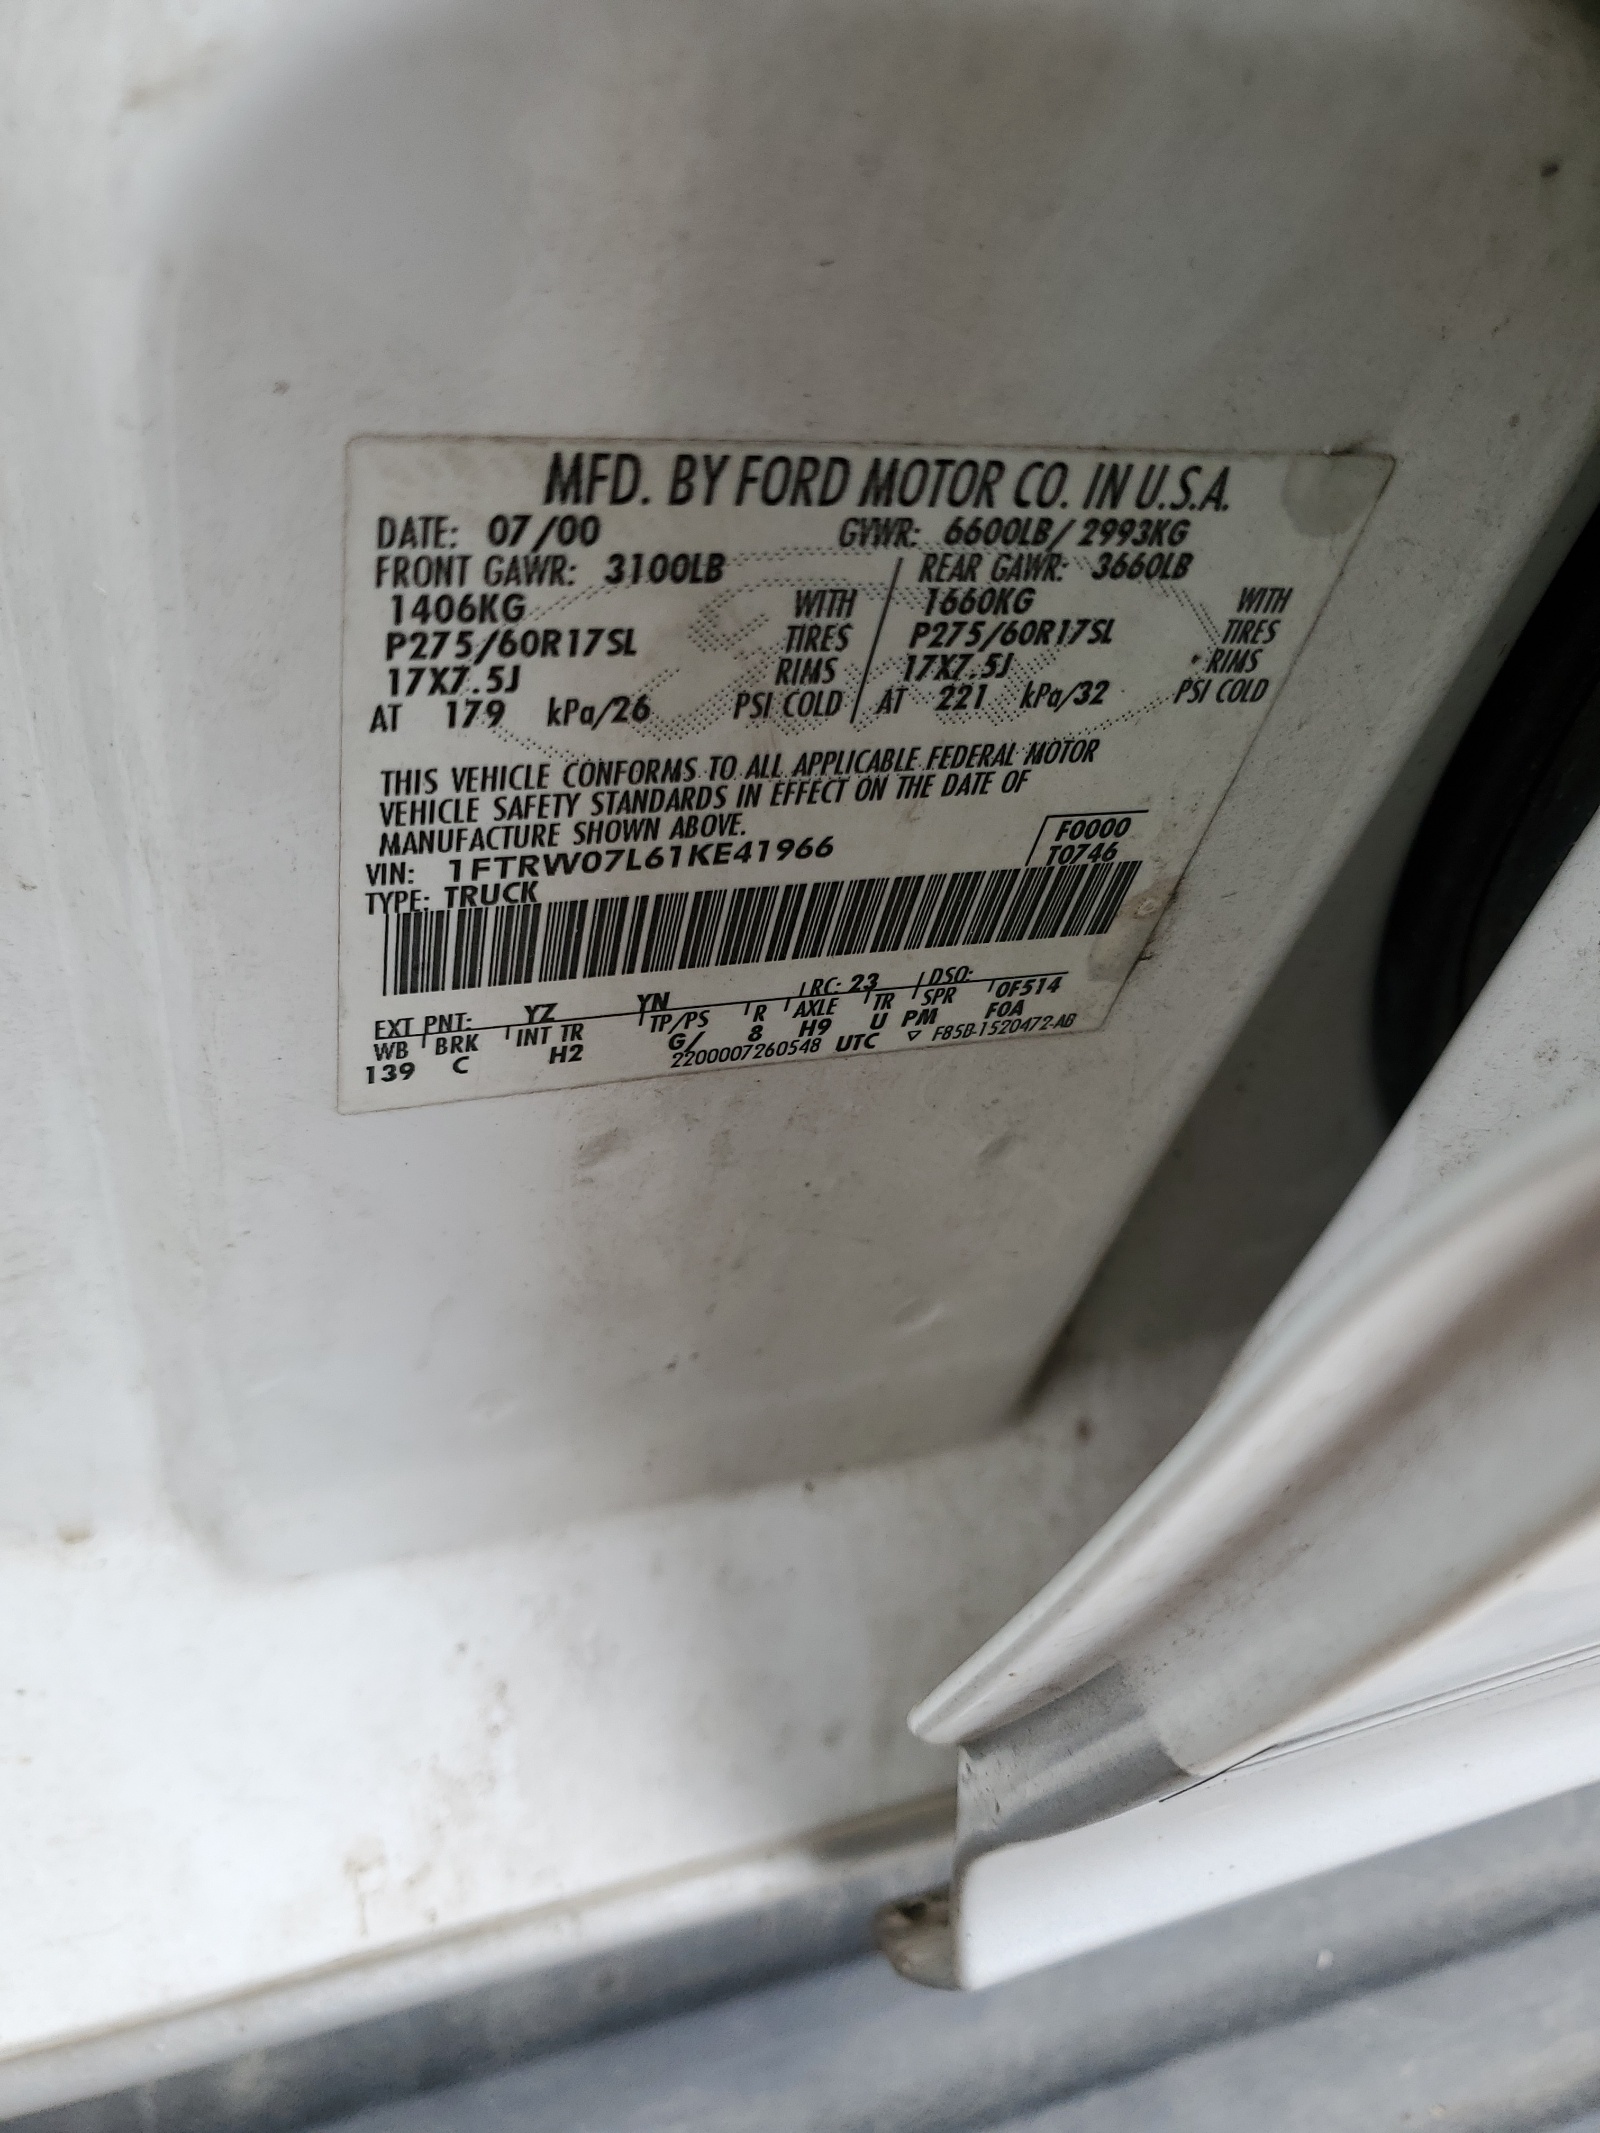 MFD. BY FORD MOTOR CO. IN U.S.A.
DATE: 07/00 GVWR: 6600LB/ 2993KG
FRONT GAWR: 3100LB REAR GAWR: 3660LB
1406KG WITH 1660KG WITH
P275/60R17SL TIRES P275/60R17SL TIRES
17X7.5J RIMS 17X7.5J RIMS
AT 179 kPa/26 PSI COLD AT 221 kPa/32 PSI COLD
THIS VEHICLE CONFORMS TO ALL APPLICABLE FEDERAL MOTOR
VEHICLE SAFETY STANDARDS IN EFFECT ON THE DATE OF
MANUFACTURE SHOWN ABOVE.
F0000
VIN: 1FTRW07L61KE41966
T0746
TYPE: TRUCK
EXT PNT: YZ YN RC: 23 DSO:
WB BRK INT TR TP/PS R AXLE TR SPR 0F514
139 C H2 G/ 8 H9 U PM F0A
2200007260548 UTC ▽ F85B-1520472-AB